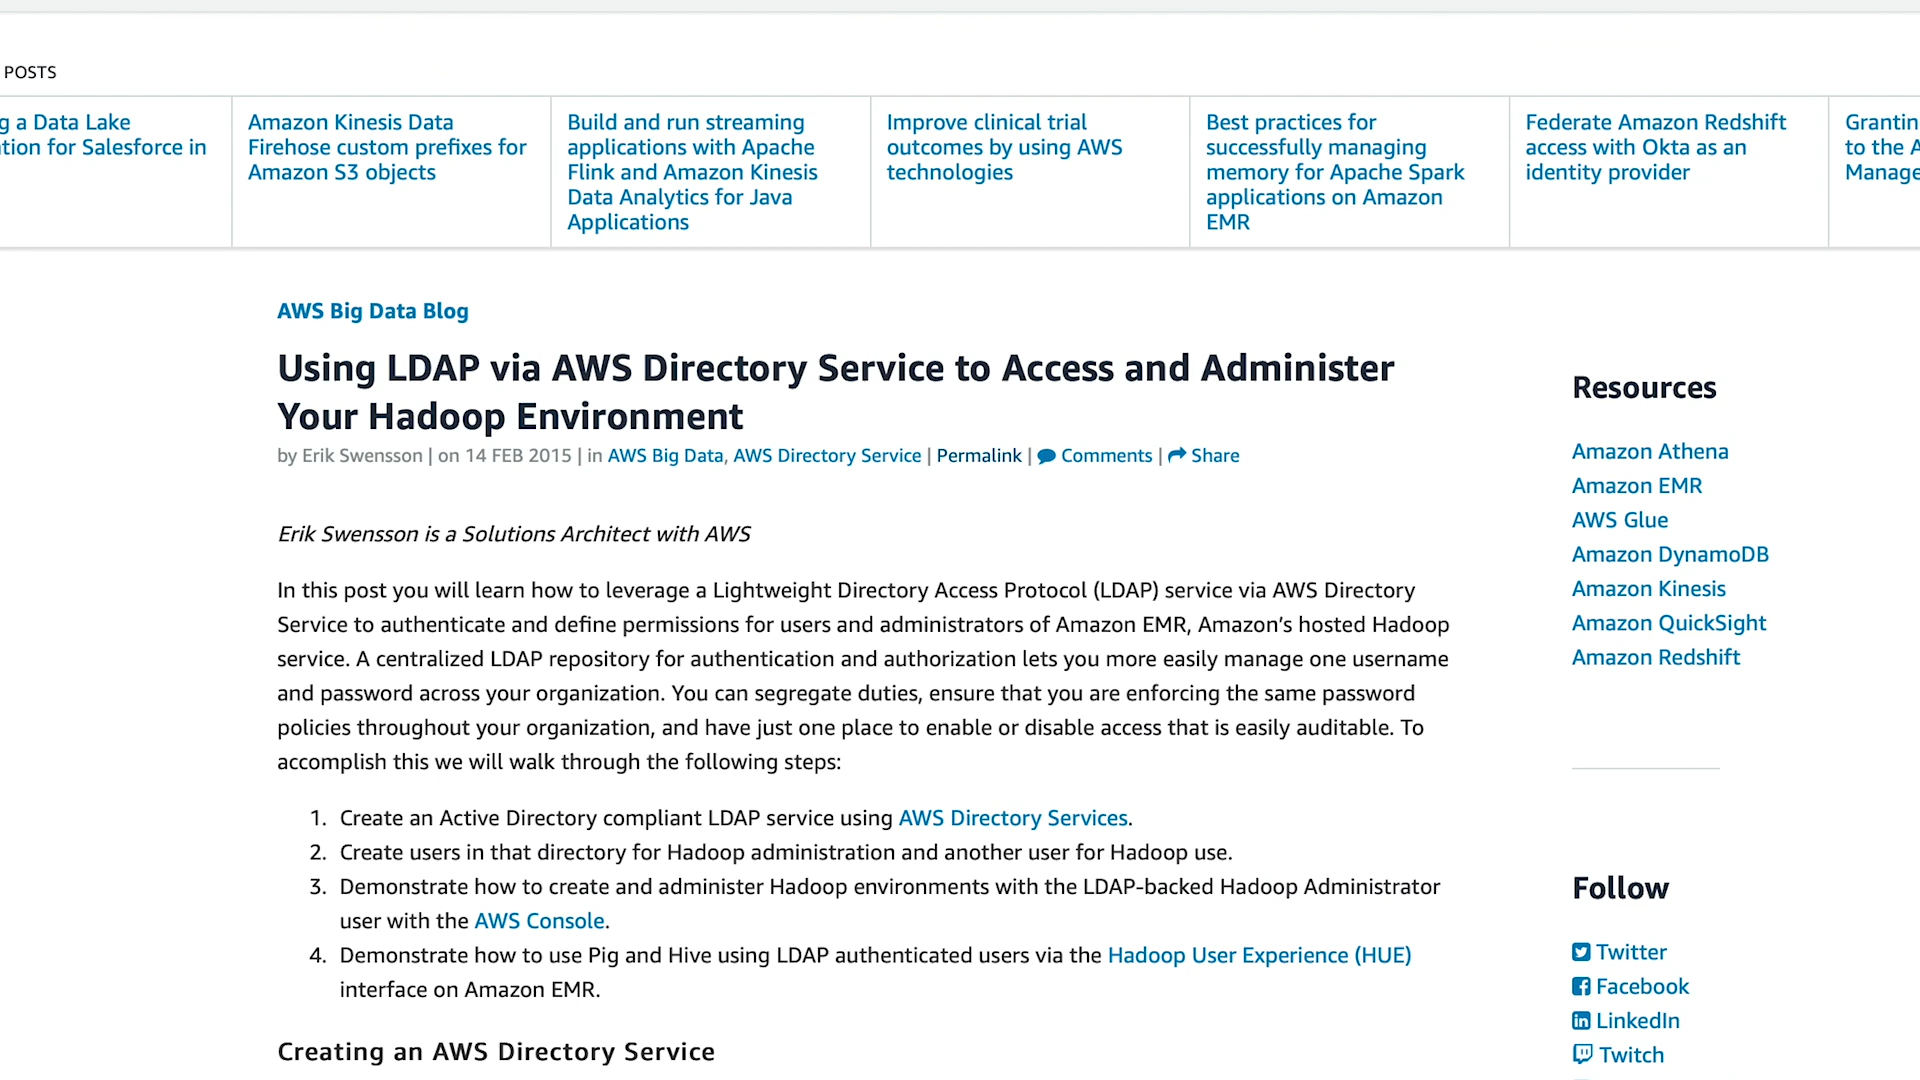 POSTS
g a Data Lake
tion for Salesforce in
Amazon Kinesis Data
Firehose custom prefixes for
Amazon S3 objects
Build and run streaming
applications with Apache
Flink and Amazon Kinesis
Data Analytics for Java
Applications
Improve clinical trial
outcomes by using AWS
technologies
Best practices for
successfully managing
memory for Apache Spark
applications on Amazon
EMR
Federate Amazon Redshift
access with Okta as an
identity provider
Grantin
to the A
Manage
AWS Big Data Blog
Using LDAP via AWS Directory Service to Access and Administer
Your Hadoop Environment
by Erik Swensson | on 14 FEB 2015 | in AWS Big Data, AWS Directory Service | Permalink | Comments | Share
Erik Swensson is a Solutions Architect with AWS
In this post you will learn how to leverage a Lightweight Directory Access Protocol (LDAP) service via AWS Directory
Service to authenticate and define permissions for users and administrators of Amazon EMR, Amazon’s hosted Hadoop
service. A centralized LDAP repository for authentication and authorization lets you more easily manage one username
and password across your organization. You can segregate duties, ensure that you are enforcing the same password
policies throughout your organization, and have just one place to enable or disable access that is easily auditable. To
accomplish this we will walk through the following steps:
1. Create an Active Directory compliant LDAP service using AWS Directory Services.
2. Create users in that directory for Hadoop administration and another user for Hadoop use.
3. Demonstrate how to create and administer Hadoop environments with the LDAP-backed Hadoop Administrator
user with the AWS Console.
4. Demonstrate how to use Pig and Hive using LDAP authenticated users via the Hadoop User Experience (HUE)
interface on Amazon EMR.
Creating an AWS Directory Service
Resources
Amazon Athena
Amazon EMR
AWS Glue
Amazon DynamoDB
Amazon Kinesis
Amazon QuickSight
Amazon Redshift
Follow
Twitter
Facebook
LinkedIn
Twitch